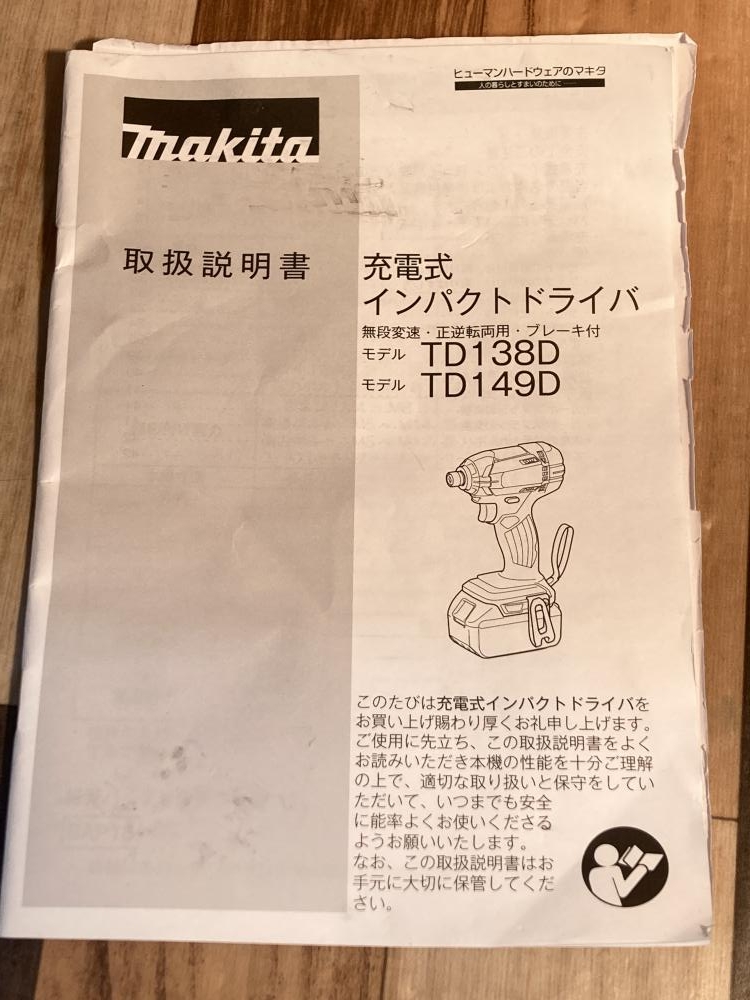 ヒューマンハードウェアのマキタ
人の暮らしとすまいのために
makita
取扱説明書
充電式
インパクトドライバ
無段変速・正逆転両用・ブレーキ付
モデル TD138D
モデル TD149D
このたびは充電式インパクトドライバを
お買い上げ賜わり厚くお礼申し上げます。
ご使用に先立ち、この取扱説明書をよく
お読みいただき本機の性能を十分ご理解
の上で、適切な取り扱いと保守をしてい
ただいて、いつまでも安全
に能率よくお使いくださる
ようお願いいたします。
なお、この取扱説明書はお
手元に大切に保管してくだ
さい。